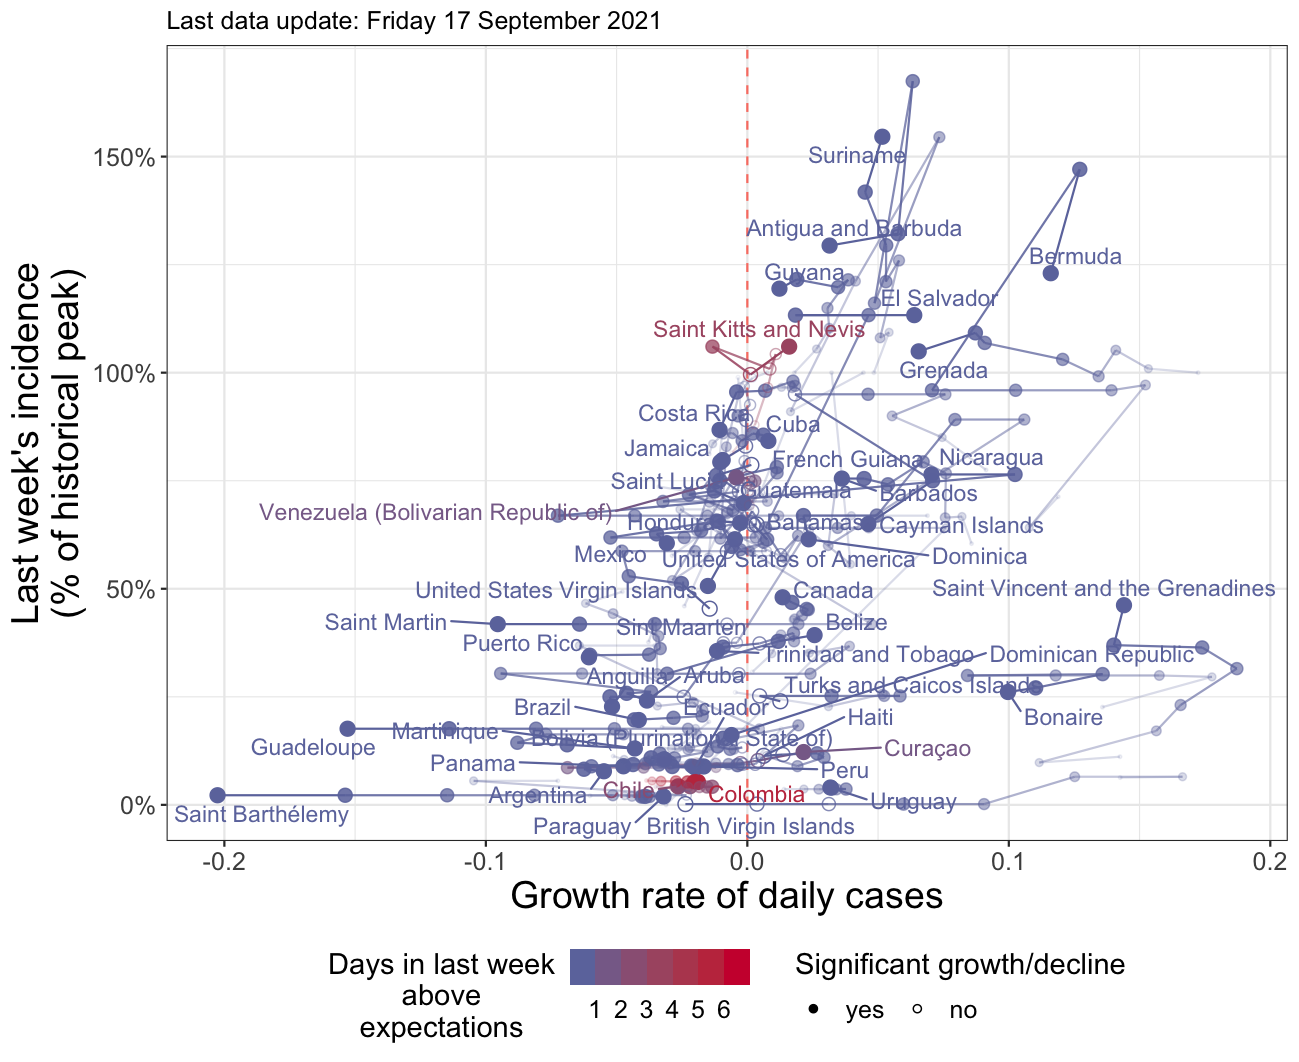 Last data update: Friday 17 September 2021
Last week's incidence
(% of historical peak)
150%
100%
50%
0%
Suriname
Antigua and Barbuda
Bermuda
Guyana
El Salvador
Saint Kitts and Nevis
Grenada
Costa Rica
Cuba
Jamaica
French Guiana
Nicaragua
Saint Lucia
Guatemala
Barbados
Venezuela (Bolivarian Republic of)
Honduras
Bahamas
Cayman Islands
Mexico
United States of America
Dominica
United States Virgin Islands
Canada
Saint Vincent and the Grenadines
Saint Martin
Sint Maarten
Belize
Puerto Rico
Trinidad and Tobago
Dominican Republic
Anguilla
Aruba
Turks and Caicos Islands
Brazil
Ecuador
Haiti
Bonaire
Martinique
Bolivia (Plurinational State of)
Guadeloupe
Curaçao
Panama
Peru
Argentina
Chile
Colombia
Uruguay
Saint Barthélemy
Paraguay
British Virgin Islands
-0.2
-0.1
0.0
0.1
0.2
Growth rate of daily cases
Days in last week
above
expectations
1 2 3 4 5 6
Significant growth/decline
yes
no